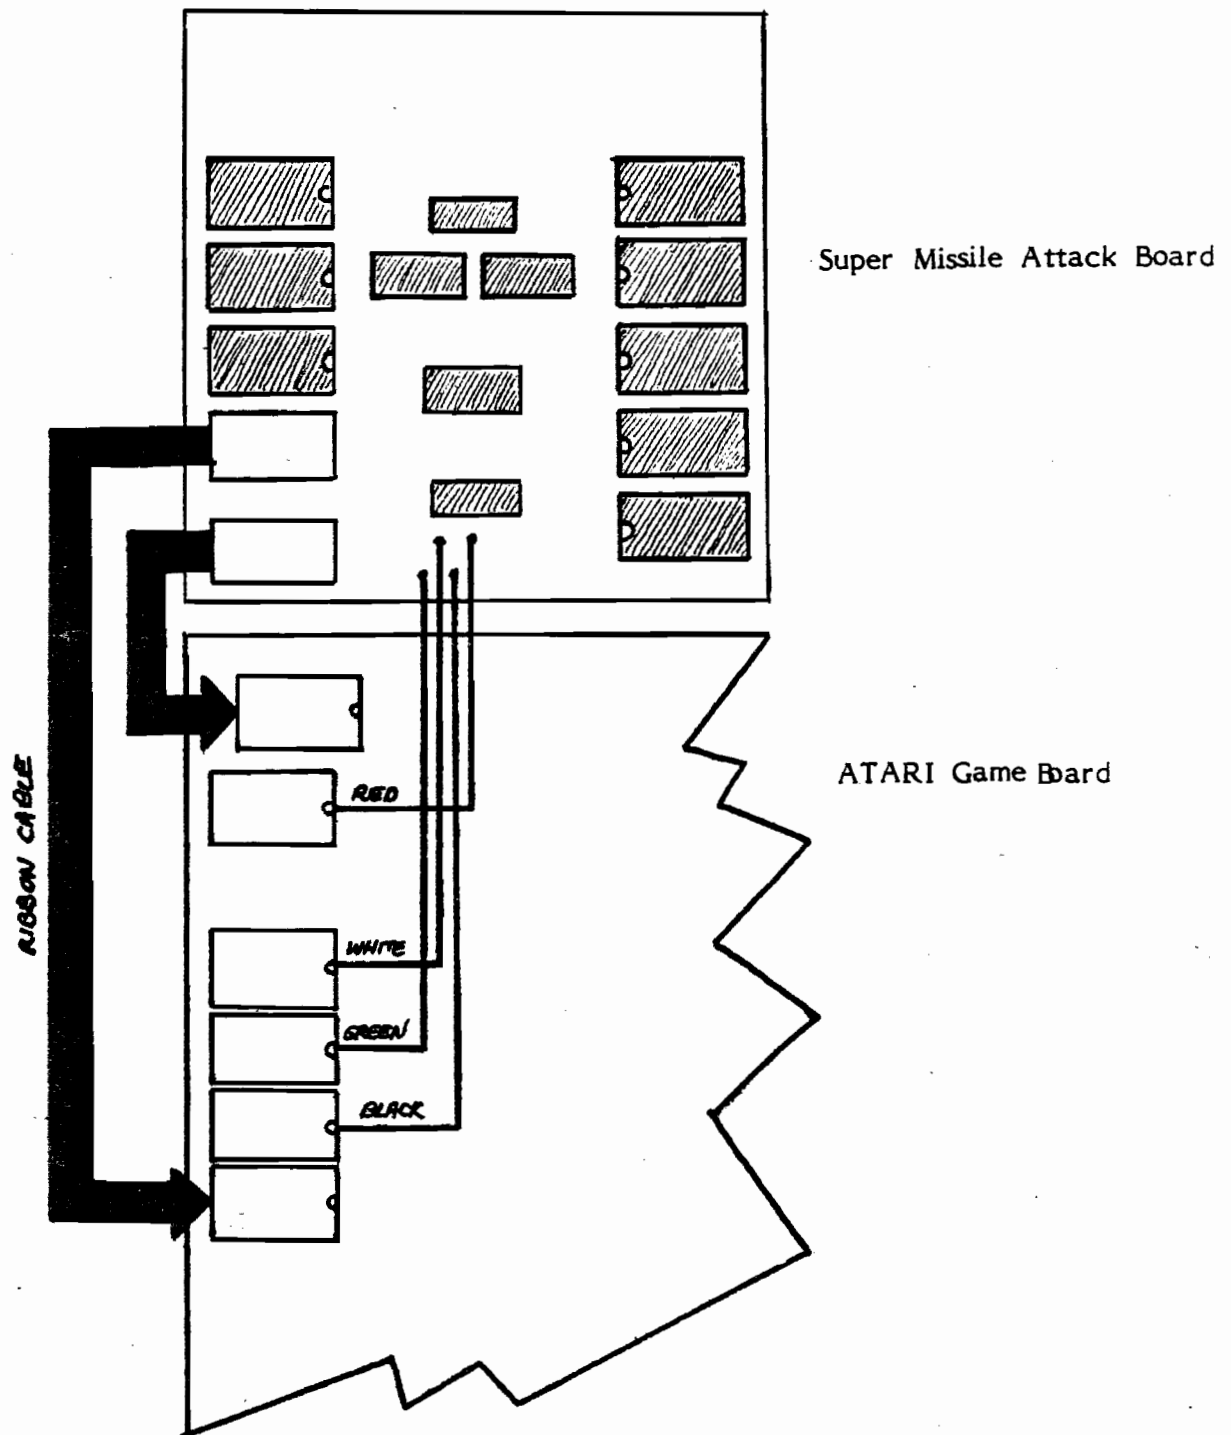 Super Missile Attack Board
ATARI Game Board
RED
RIBBON CABLE
WHITE
GREEN
BLACK